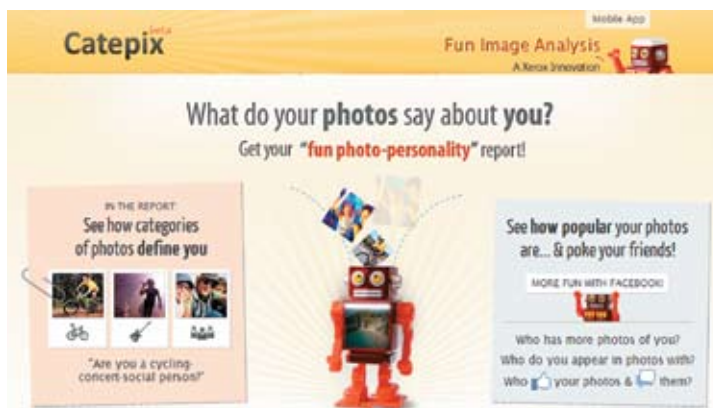 Mobile App
Catepix beta
Fun Image Analysis
A Xerox Innovation
What do your photos say about you?
Get your "fun photo-personality" report!
IN THE REPORT:
See how categories
of photos define you
"Are you a cycling-
concert-social person?"
See how popular your photos
are... & poke your friends!
MORE FUN WITH FACEBOOK!
Who has more photos of you?
Who do you appear in photos with?
Who your photos & them?